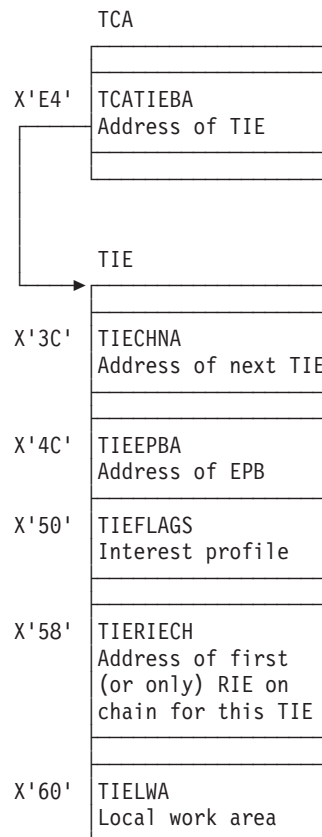 TCA
X'E4' TCATIEBA
Address of TIE
TIE
X'3C' TIECHNA
Address of next TIE
X'4C' TIEEPBA
Address of EPB
X'50' TIEFLAGS
Interest profile
X'58' TIERIECH
Address of first
(or only) RIE on
chain for this TIE
X'60' TIELWA
Local work area